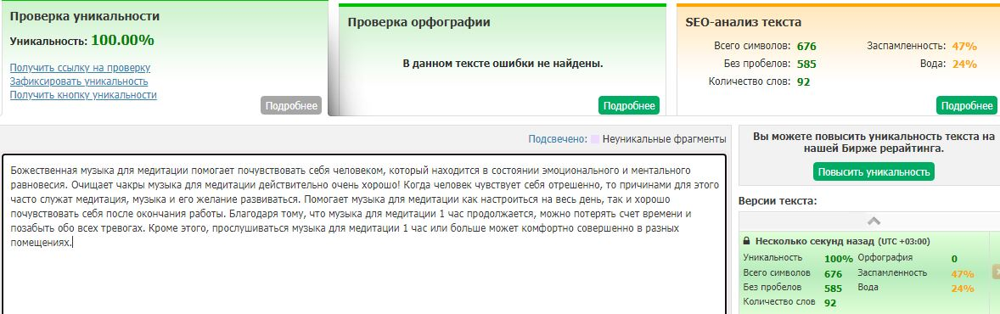 Проверка уникальности
Уникальность: 100.00%
Получить ссылку на проверку
Зафиксировать уникальность
Получить кнопку уникальности
Подробнее
Проверка орфографии
В данном тексте ошибки не найдены.
Подробнее
SEO-анализ текста
Всего символов: 676 Заспамленность: 47%
Без пробелов: 585 Вода: 24%
Количество слов: 92
Подробнее
Подсвечено: Неуникальные фрагменты
Божественная музыка для медитации помогает почувствовать себя человеком, который находится в состоянии эмоционального и ментального
равновесия. Очищает чакры музыка для медитации действительно очень хорошо! Когда человек чувствует себя отрешенно, то причинами для этого
часто служат медитация, музыка и его желание развиваться. Помогает музыка для медитации как настроиться на весь день, так и хорошо
почувствовать себя после окончания работы. Благодаря тому, что музыка для медитации 1 час продолжается, можно потерять счет времени и
позабыть обо всех тревогах. Кроме этого, прослушиваться музыка для медитации 1 час или больше может комфортно совершенно в разных
помещениях.
Вы можете повысить уникальность текста на
нашей Бирже рерайтинга.
Повысить уникальность
Версии текста:
Несколько секунд назад (UTC +03:00)
Уникальность 100% Орфография 0
Всего символов 676 Заспамленность 47%
Без пробелов 585 Вода 24%
Количество слов 92